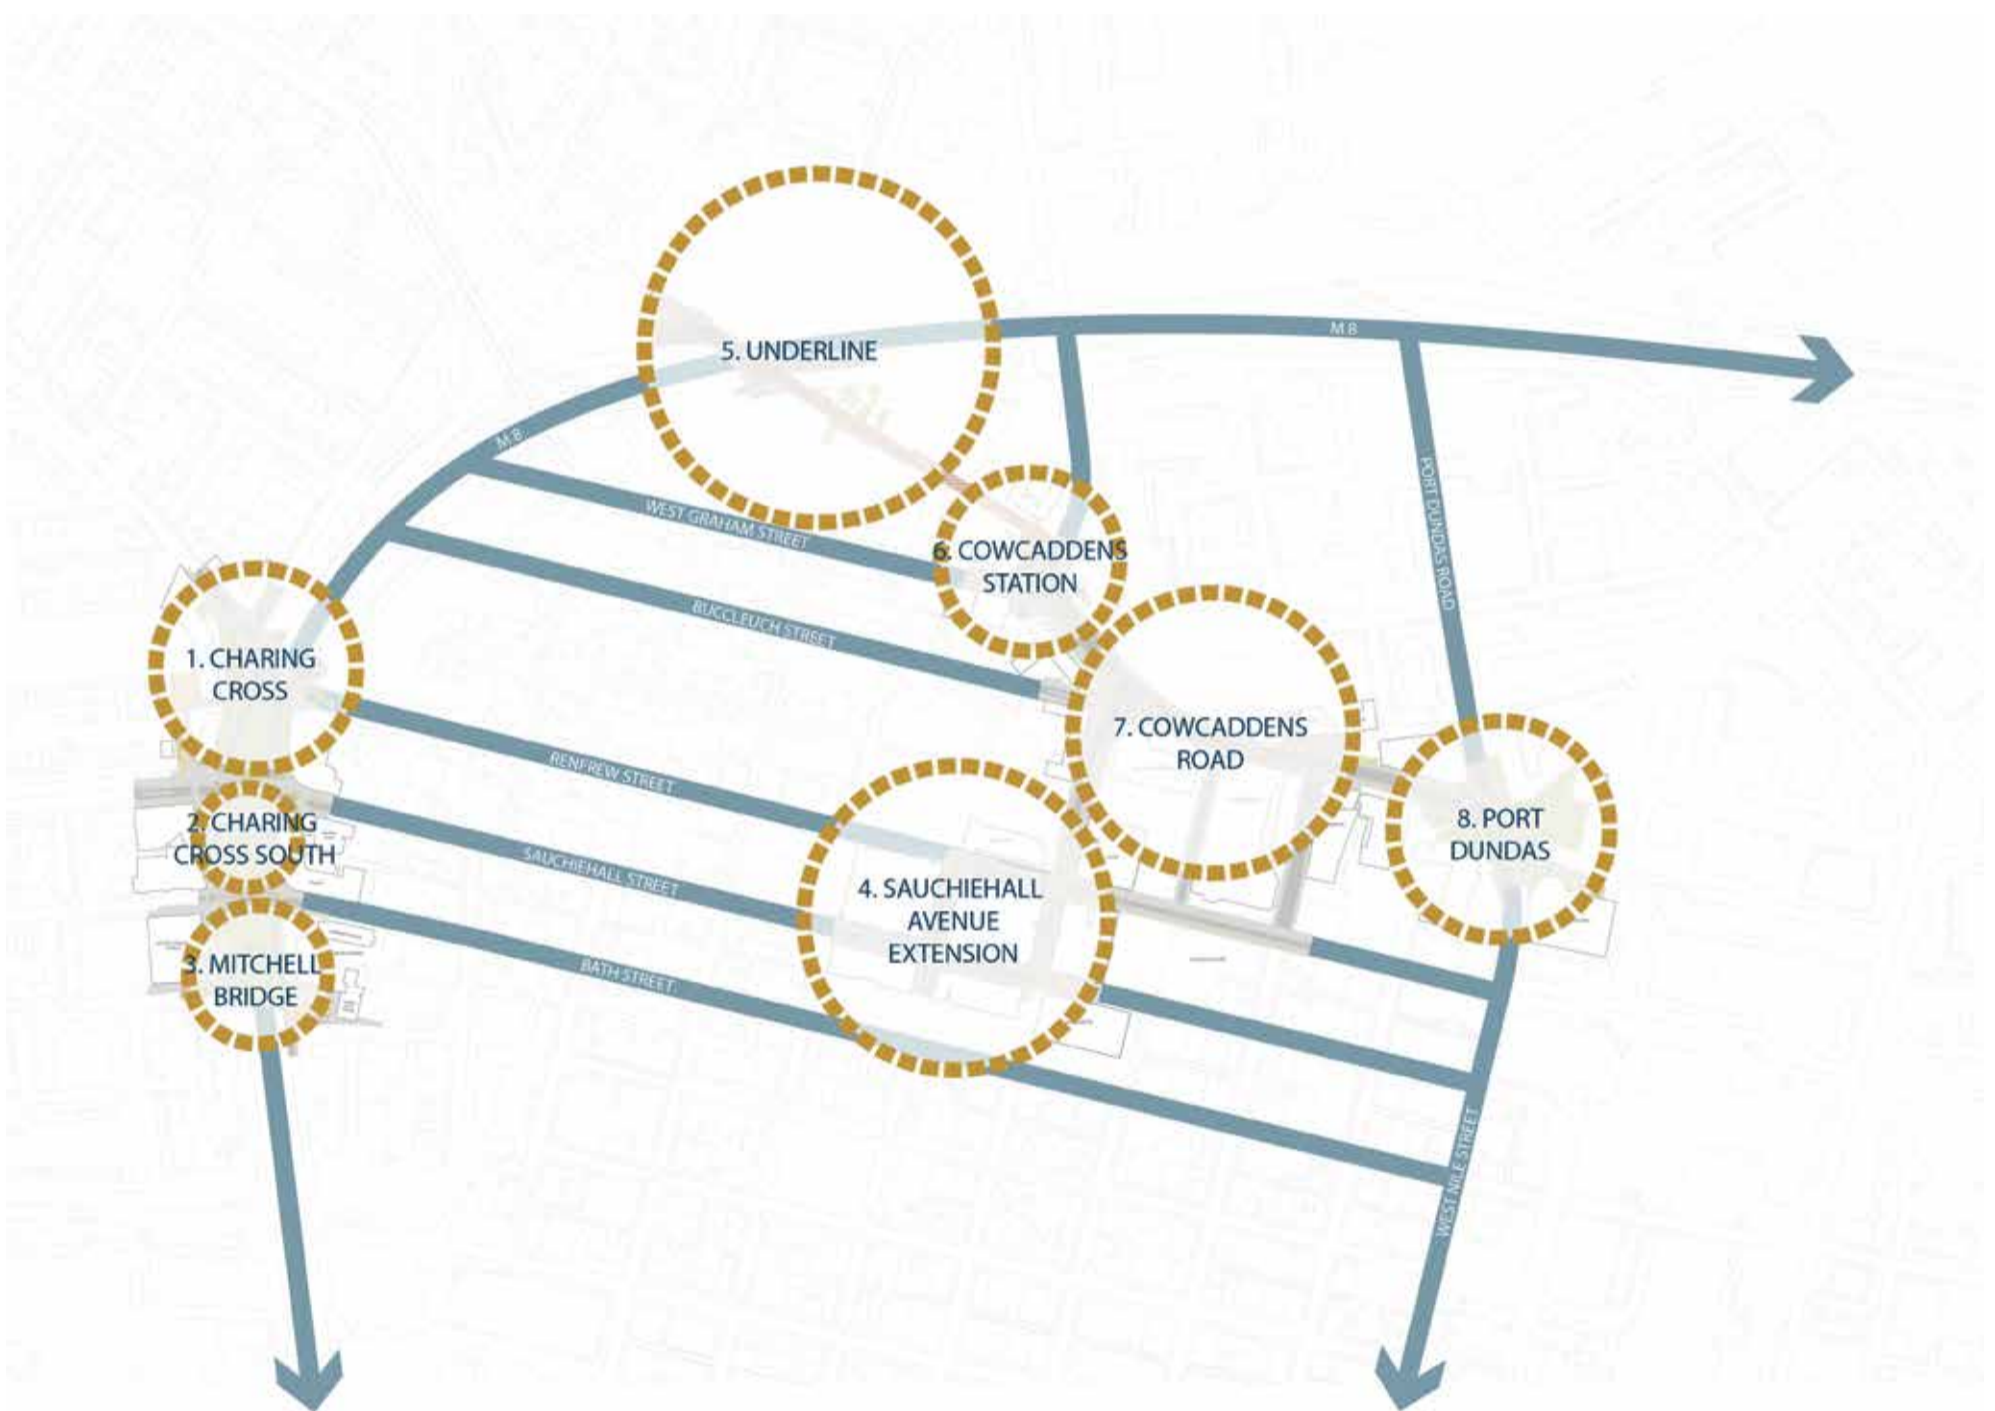 5. UNDERLINE
M 8
M 8
WEST GRAHAM STREET
PORT DUNDAS ROAD
6. COWCADDENS
STATION
BUCCLEUCH STREET
1. CHARING
CROSS
7. COWCADDENS
ROAD
RENFREW STREET
2. CHARING
CROSS SOUTH
8. PORT
DUNDAS
SAUCHIEHALL STREET
4. SAUCHIEHALL
AVENUE
EXTENSION
3. MITCHELL
BRIDGE
BATH STREET
WEST NILE STREET